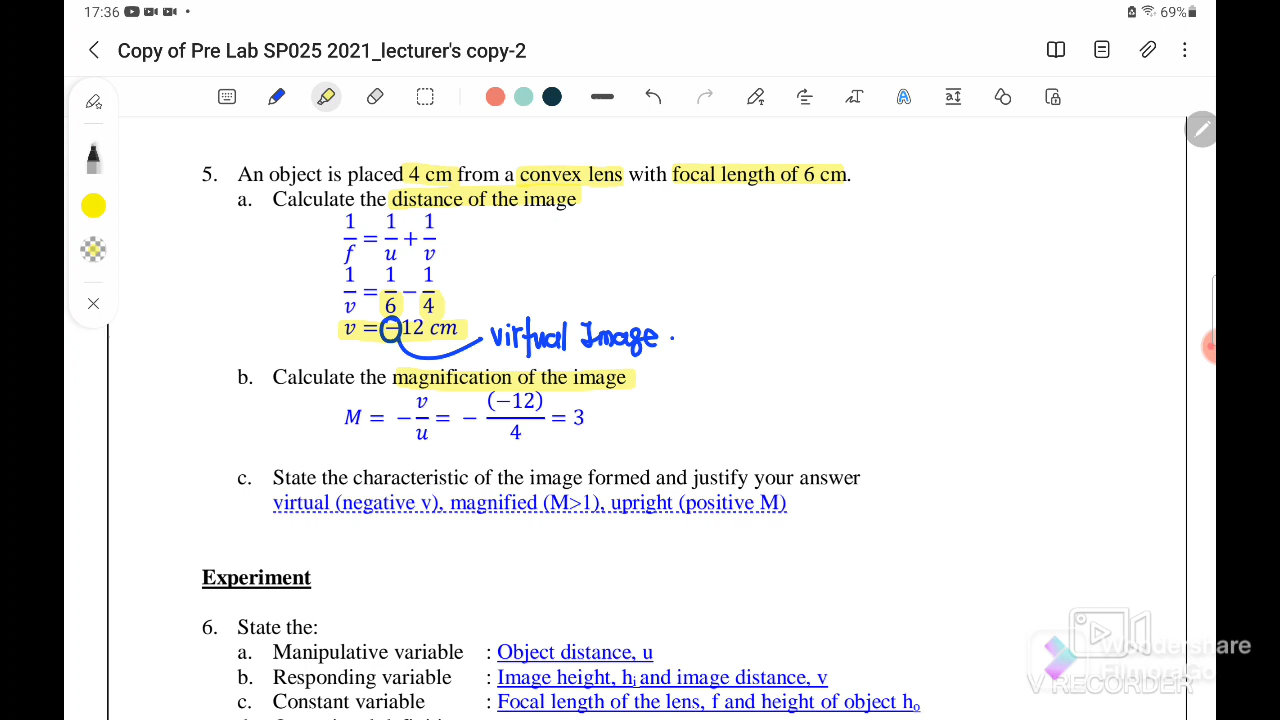 17:36
69%
Copy of Pre Lab SP025 2021_lecturer's copy-2
5. An object is placed 4 cm from a convex lens with focal length of 6 cm.
a. Calculate the distance of the image
1/f = 1/u + 1/v
1/v = 1/6 − 1/4
v = −12 cm
virtual Image.
b. Calculate the magnification of the image
M = − v/u = − (−12)/4 = 3
c. State the characteristic of the image formed and justify your answer
virtual (negative v), magnified (M>1), upright (positive M)
Experiment
6. State the:
a. Manipulative variable : Object distance, u
b. Responding variable : Image height, hᵢ and image distance, v
c. Constant variable : Focal length of the lens, f and height of object hₒ
Wondershare
FilmoraGo
V RECORDER